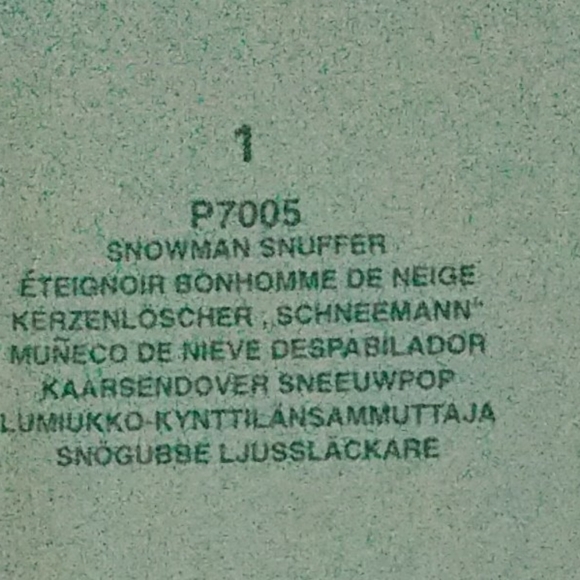 1
P7005
SNOWMAN SNUFFER
ÉTEIGNOIR BONHOMME DE NEIGE
KERZENLÖSCHER „SCHNEEMANN“
MUÑECO DE NIEVE DESPABILADOR
KAARSENDOVER SNEEUWPOP
LUMIUKKO-KYNTTILÄNSAMMUTTAJA
SNÖGUBBE LJUSSLÄCKARE